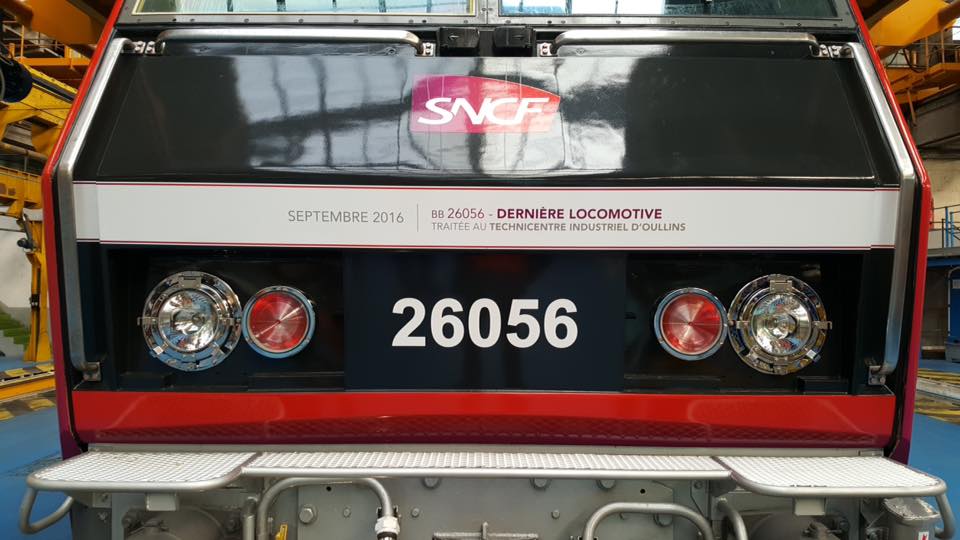 SNCF
SEPTEMBRE 2016
BB 26056 - DERNIÈRE LOCOMOTIVE
TRAITÉE AU TECHNICENTRE INDUSTRIEL D'OULLINS
26056